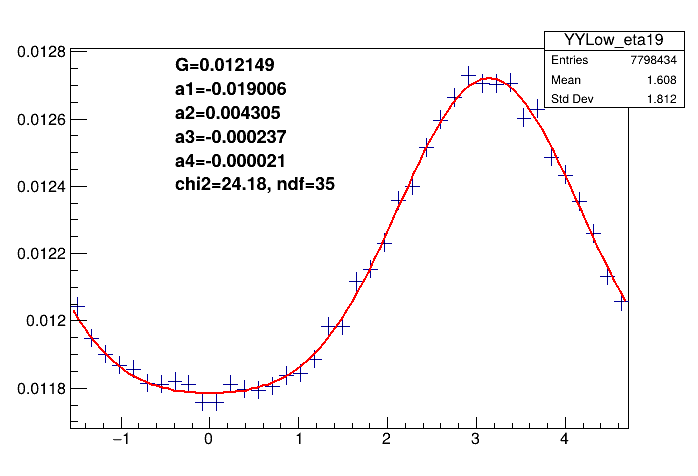 YYLow_eta19
Entries 7798434
Mean 1.608
Std Dev 1.812
G=0.012149
a1=-0.019006
a2=0.004305
a3=-0.000237
a4=-0.000021
chi2=24.18, ndf=35
0.0128
0.0126
0.0124
0.0122
0.012
0.0118
−1 0 1 2 3 4